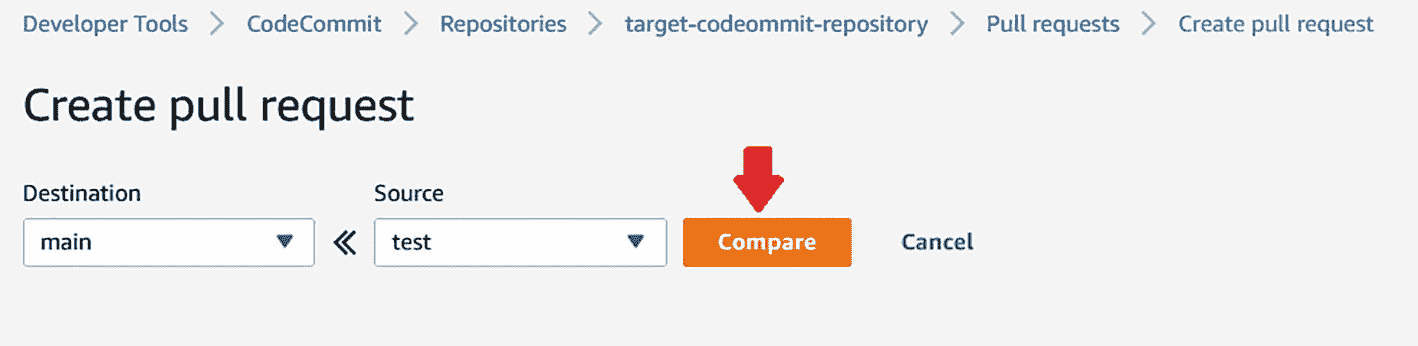 Developer Tools > CodeCommit > Repositories > target-codeommit-repository > Pull requests > Create pull request
Create pull request
Destination Source
main « test Compare Cancel